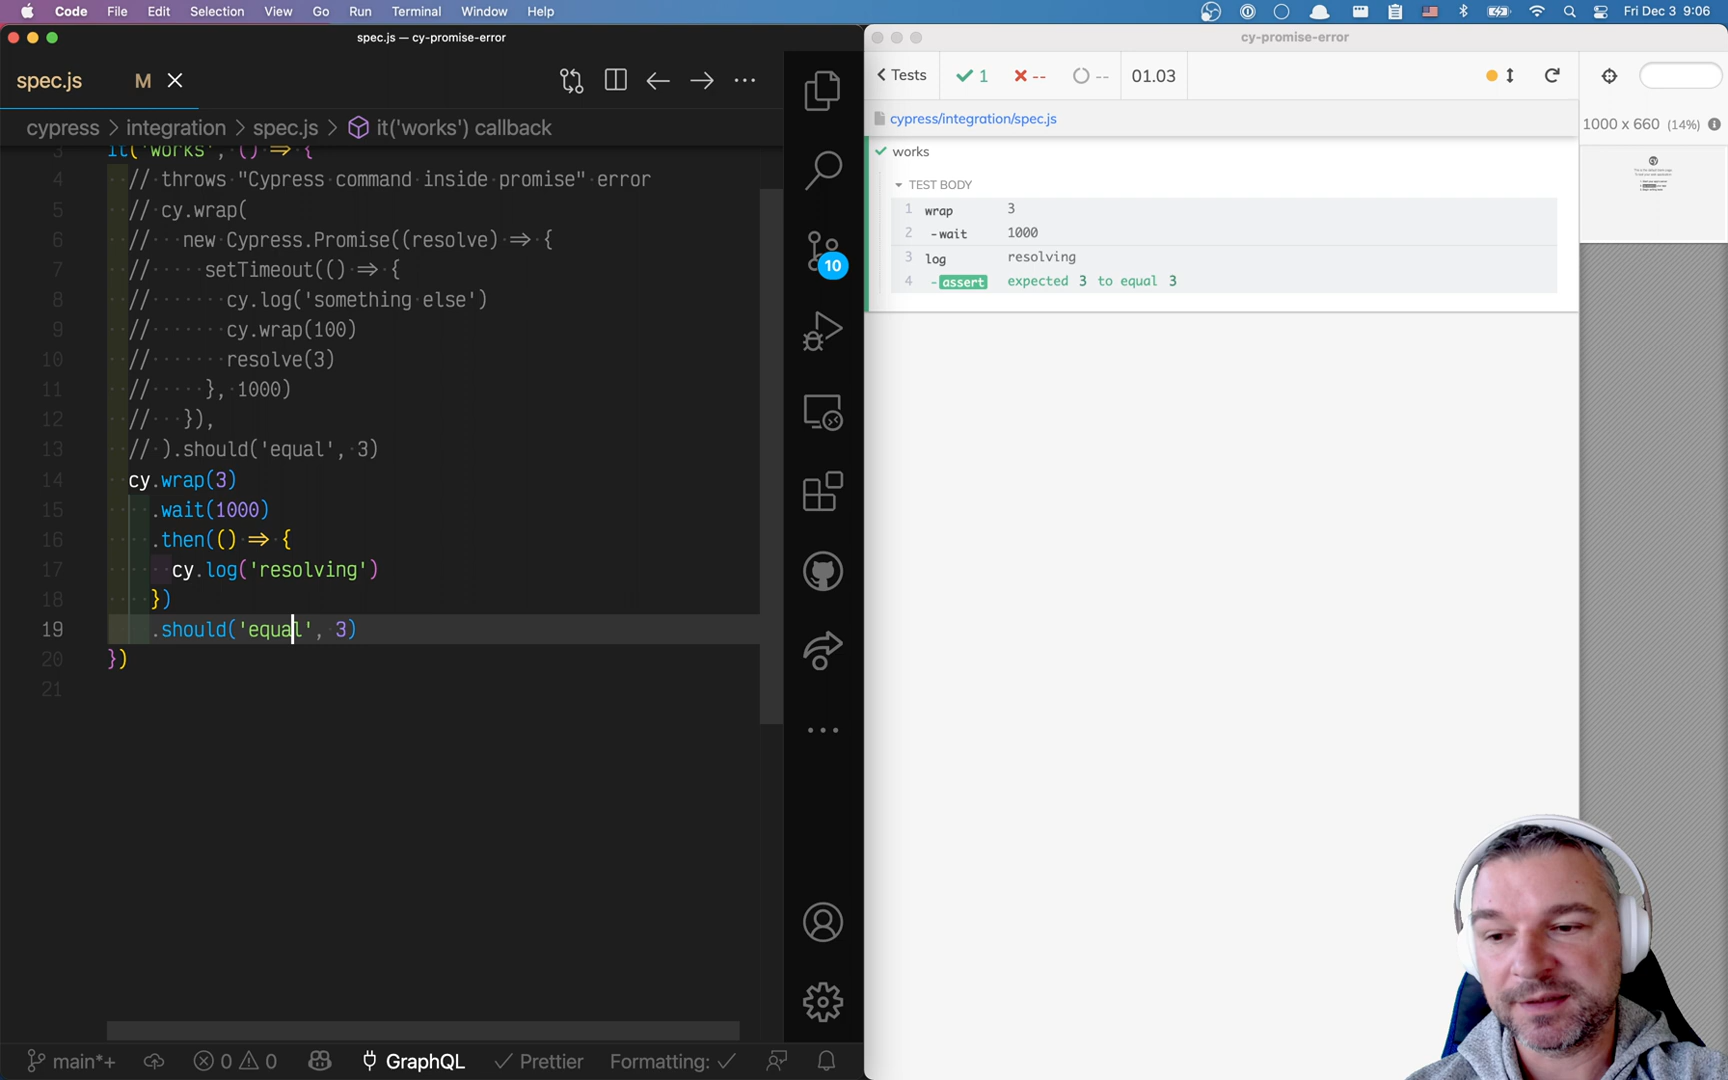 Code File Edit Selection View Go Run Terminal Window Help Fri Dec 3 9:06
spec.js — cy-promise-error
cy-promise-error
spec.js M
cypress > integration > spec.js > it('works') callback
3 it('works', () => {
4 // throws "Cypress command inside promise" error
5 // cy.wrap(
6 // new Cypress.Promise((resolve) => {
7 // setTimeout(() => {
8 // cy.log('something else')
9 // cy.wrap(100)
10 // resolve(3)
11 // }, 1000)
12 // }),
13 // ).should('equal', 3)
14 cy.wrap(3)
15 .wait(1000)
16 .then(() => {
17 cy.log('resolving')
18 })
19 .should('equal', 3)
20 })
21
10
main*+ 0 0 GraphQL Prettier Formatting:
Tests 1 -- -- 01.03
cypress/integration/spec.js
1000 x 660 (14%)
works
TEST BODY
1 wrap 3
2 -wait 1000
3 log resolving
4 -assert expected 3 to equal 3